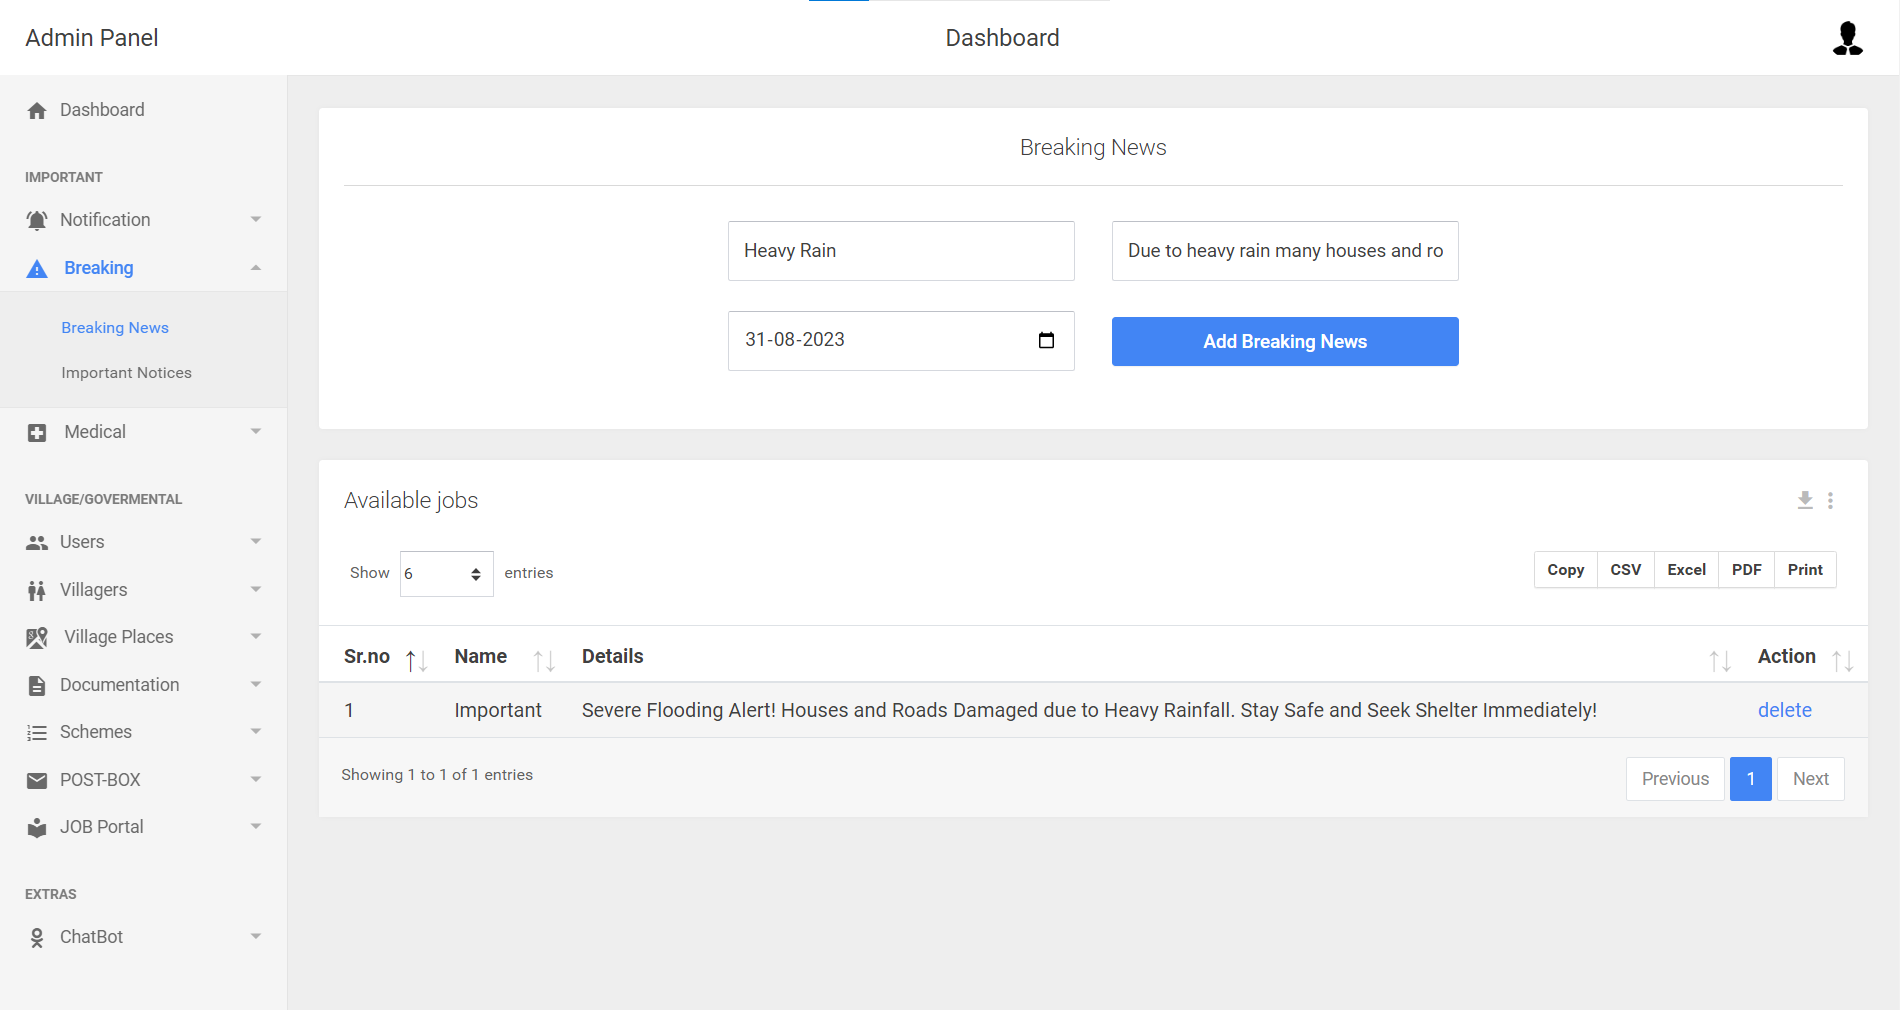 Admin Panel
Dashboard
Dashboard
IMPORTANT
Notification
Breaking
Breaking News
Important Notices
Medical
VILLAGE/GOVERMENTAL
Users
Villagers
Village Places
Documentation
Schemes
POST-BOX
JOB Portal
EXTRAS
ChatBot
Breaking News
Heavy Rain
Due to heavy rain many houses and ro
31-08-2023
Add Breaking News
Available jobs
Show 6 entries
Copy CSV Excel PDF Print
Sr.no Name Details Action
1 Important Severe Flooding Alert! Houses and Roads Damaged due to Heavy Rainfall. Stay Safe and Seek Shelter Immediately! delete
Showing 1 to 1 of 1 entries
Previous 1 Next